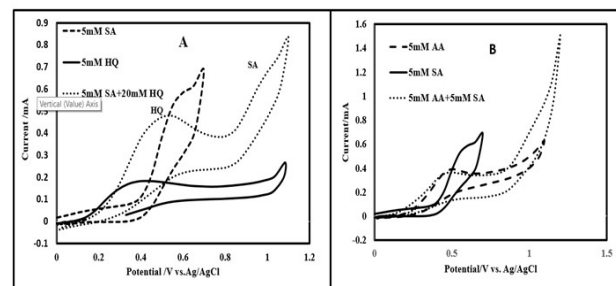 A
0.9
0.8
0.7
0.6
0.5
0.4
0.3
0.2
0.1
0
-0.1
0
0.2
0.4
0.6
0.8
1
1.2
Current /mA
Potential /V vs.Ag/AgCl
5mM SA
5mM HQ
5mM SA+20mM HQ
Vertical (Value) Axis
HQ
SA
B
1.6
1.4
1.2
1
0.8
0.6
0.4
0.2
0
-0.2
0
0.5
1
1.5
Current/mA
Potential/V vs. Ag/AgCl
5mM AA
5mM SA
5mM AA+5mM SA